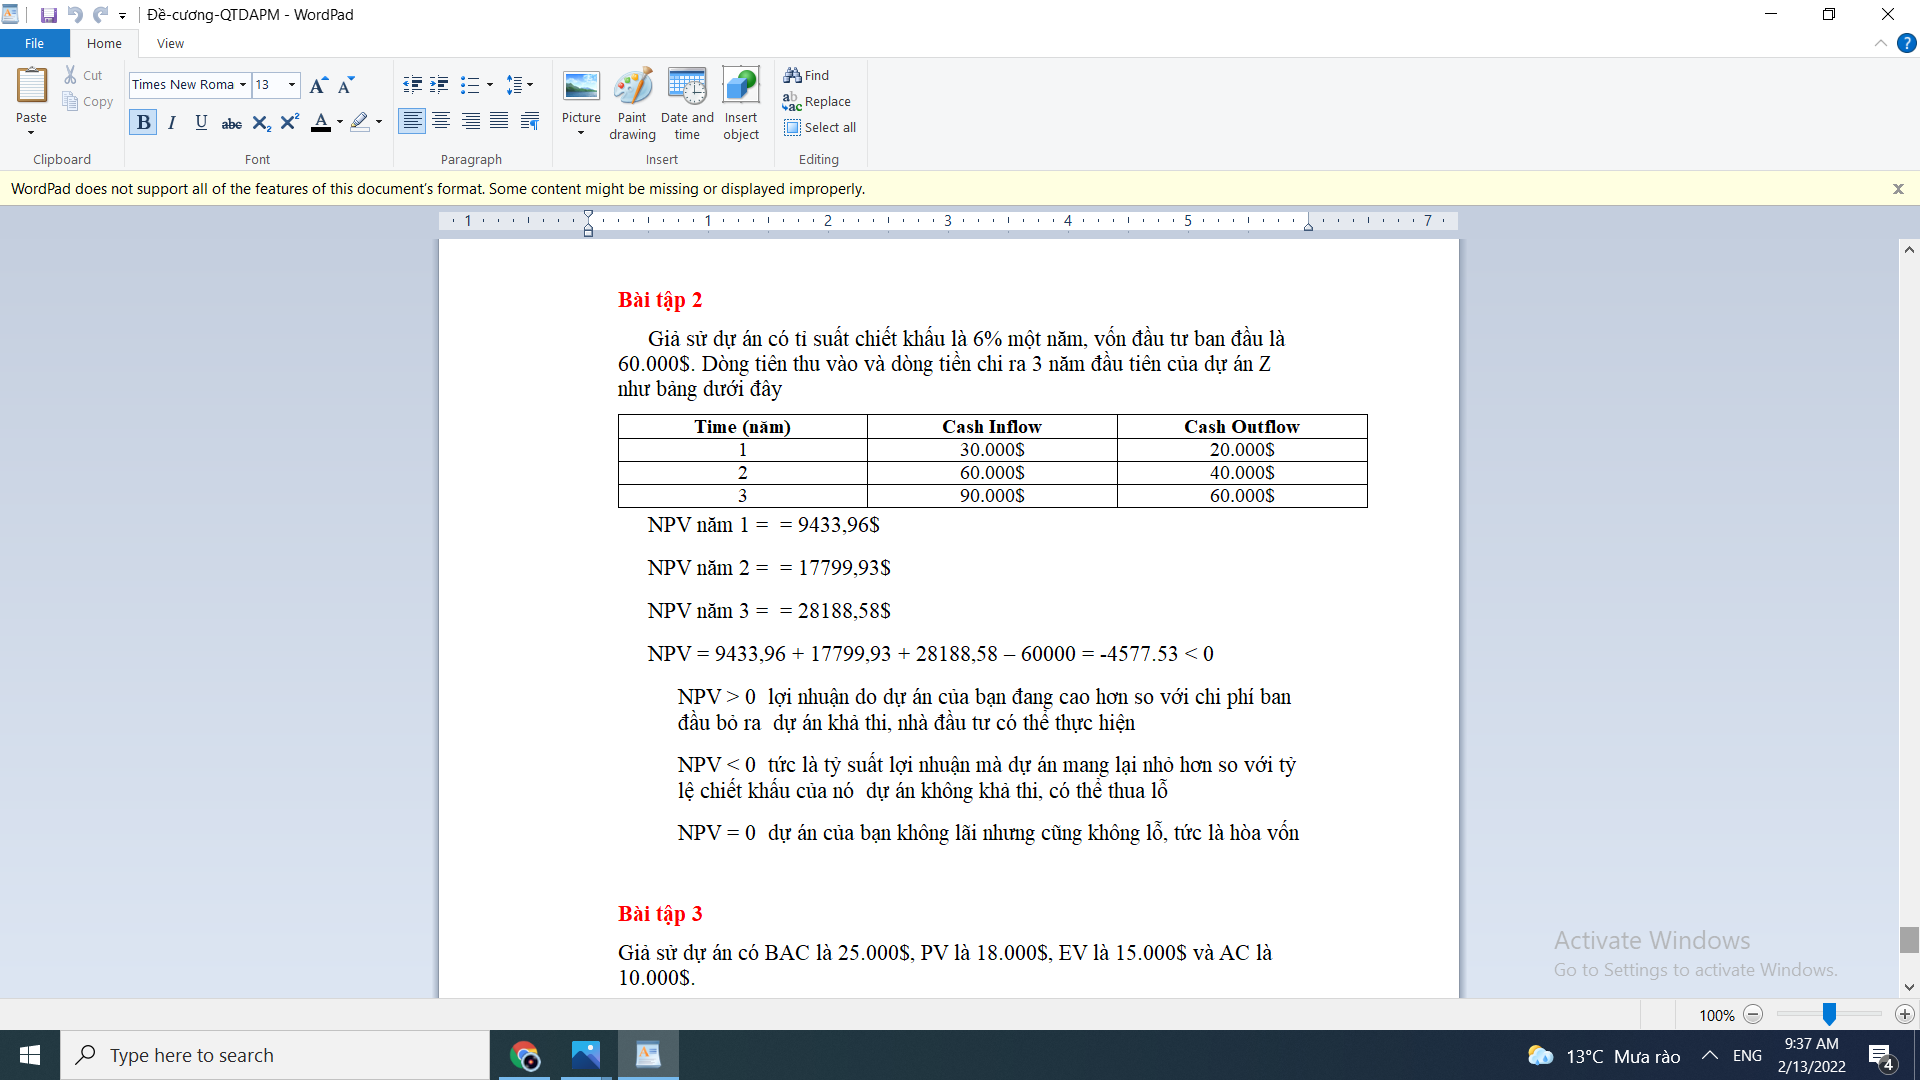 Đề-cương-QTDAPM - WordPad
File Home View
Paste
Cut
Copy
Clipboard
Times New Roma 13
B I U abc X₂ X² A
Font
Paragraph
Picture
Paint drawing
Date and time
Insert object
Insert
Find
Replace
Select all
Editing
WordPad does not support all of the features of this document's format. Some content might be missing or displayed improperly. x
1 1 2 3 4 5 7
Bài tập 2
Giả sử dự án có tỉ suất chiết khấu là 6% một năm, vốn đầu tư ban đầu là
60.000$. Dòng tiên thu vào và dòng tiền chi ra 3 năm đầu tiên của dự án Z
như bảng dưới đây
Time (năm) Cash Inflow Cash Outflow
1 30.000$ 20.000$
2 60.000$ 40.000$
3 90.000$ 60.000$
NPV năm 1 = = 9433,96$
NPV năm 2 = = 17799,93$
NPV năm 3 = = 28188,58$
NPV = 9433,96 + 17799,93 + 28188,58 – 60000 = -4577.53 < 0
NPV > 0 lợi nhuận do dự án của bạn đang cao hơn so với chi phí ban
đầu bỏ ra dự án khả thi, nhà đầu tư có thể thực hiện
NPV < 0 tức là tỷ suất lợi nhuận mà dự án mang lại nhỏ hơn so với tỷ
lệ chiết khấu của nó dự án không khả thi, có thể thua lỗ
NPV = 0 dự án của bạn không lãi nhưng cũng không lỗ, tức là hòa vốn
Bài tập 3
Giả sử dự án có BAC là 25.000$, PV là 18.000$, EV là 15.000$ và AC là
10.000$.
Activate Windows
Go to Settings to activate Windows.
100%
Type here to search
13°C Mưa rào
ENG
9:37 AM
2/13/2022
4